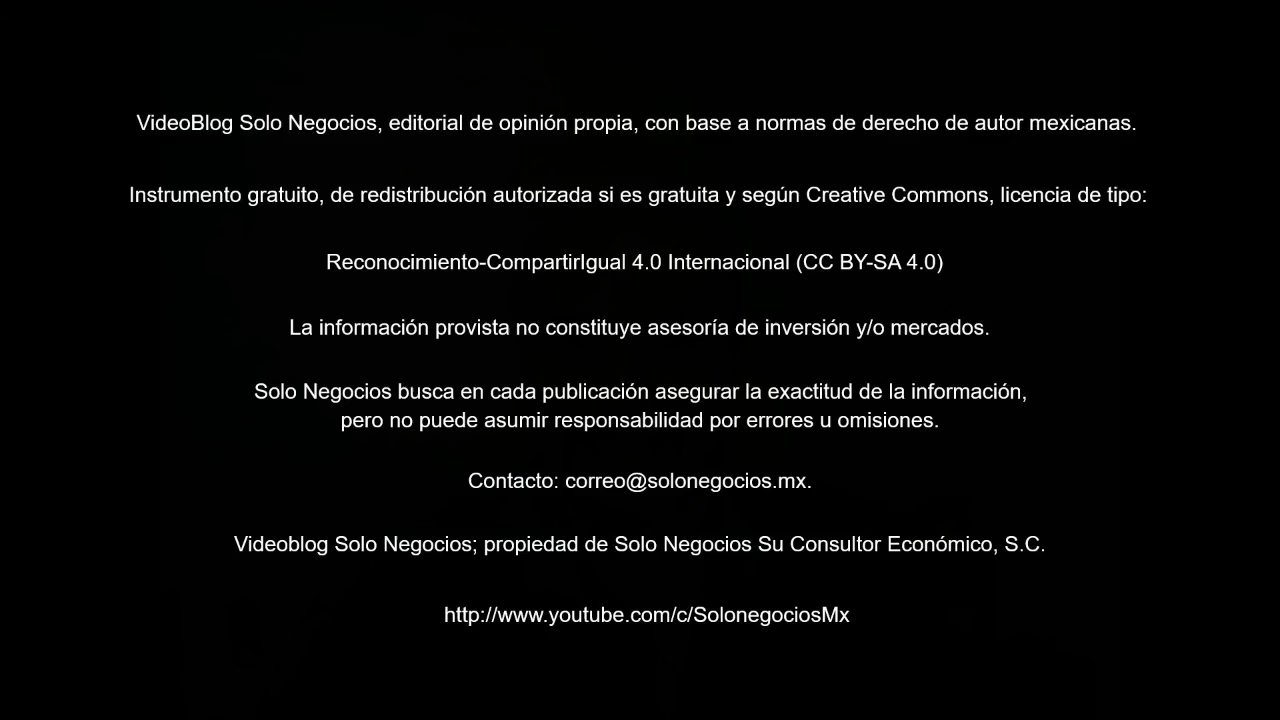 VideoBlog Solo Negocios, editorial de opinión propia, con base a normas de derecho de autor mexicanas.
Instrumento gratuito, de redistribución autorizada si es gratuita y según Creative Commons, licencia de tipo:
Reconocimiento-CompartirIgual 4.0 Internacional (CC BY-SA 4.0)
La información provista no constituye asesoría de inversión y/o mercados.
Solo Negocios busca en cada publicación asegurar la exactitud de la información,
pero no puede asumir responsabilidad por errores u omisiones.
Contacto: correo@solonegocios.mx.
Videoblog Solo Negocios; propiedad de Solo Negocios Su Consultor Económico, S.C.
http://www.youtube.com/c/SolonegociosMx